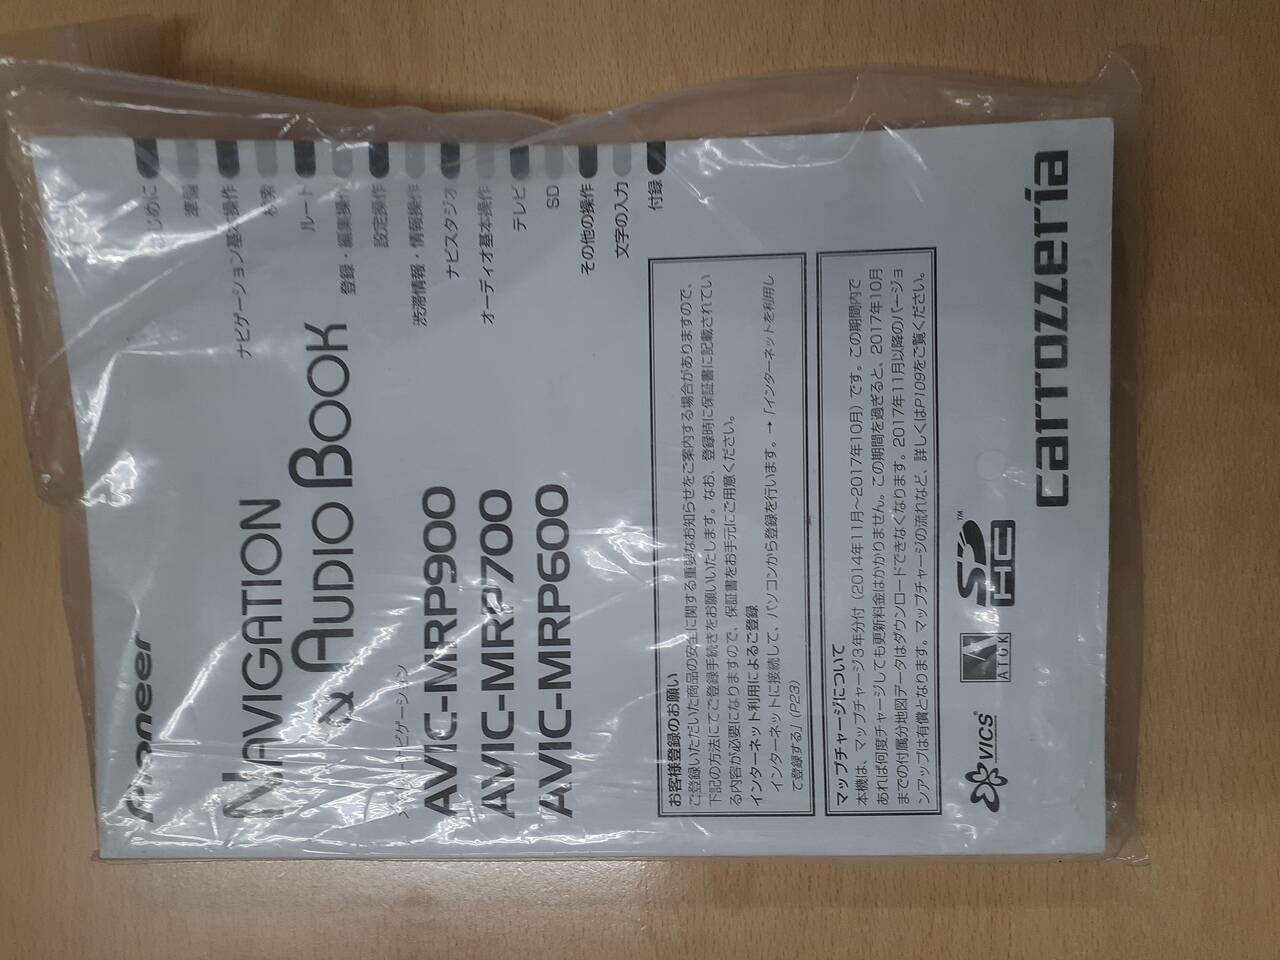 Pioneer
NAVIGATION
& AUDIO BOOK
メモリーナビゲーション
AVIC-MRP900
AVIC-MRP700
AVIC-MRP600
はじめに
準備
ナビゲーション基本操作
検索
ルート
登録・編集操作
設定操作
渋滞情報・情報操作
ナビスタジオ
オーディオ基本操作
テレビ
SD
その他の操作
文字の入力
付録
お客様登録のお願い
ご登録いただいた商品の安全に関する重要なお知らせをご案内する場合がありますので、
下記の方法にてご登録手続きをお願いいたします。なお、登録時に保証書に記載されてい
る内容が必要になりますので、保証書をお手元にご用意ください。
インターネット利用によるご登録
インターネットに接続して、パソコンから登録を行います。→「インターネットを利用し
て登録する」(P23)
マップチャージについて
本機は、マップチャージ3年分付(2014年11月～2017年10月)です。この期間内で
あれば何度チャージしても更新料金はかかりません。この期間を過ぎると、2017年10月
までの付属分地図データはダウンロードできなくなります。2017年11月以降のバージョ
ンアップは有償となります。マップチャージの流れなど、詳しくはP109をご覧ください。
VICS®
ATOK
SD™
HC
carrozzeria